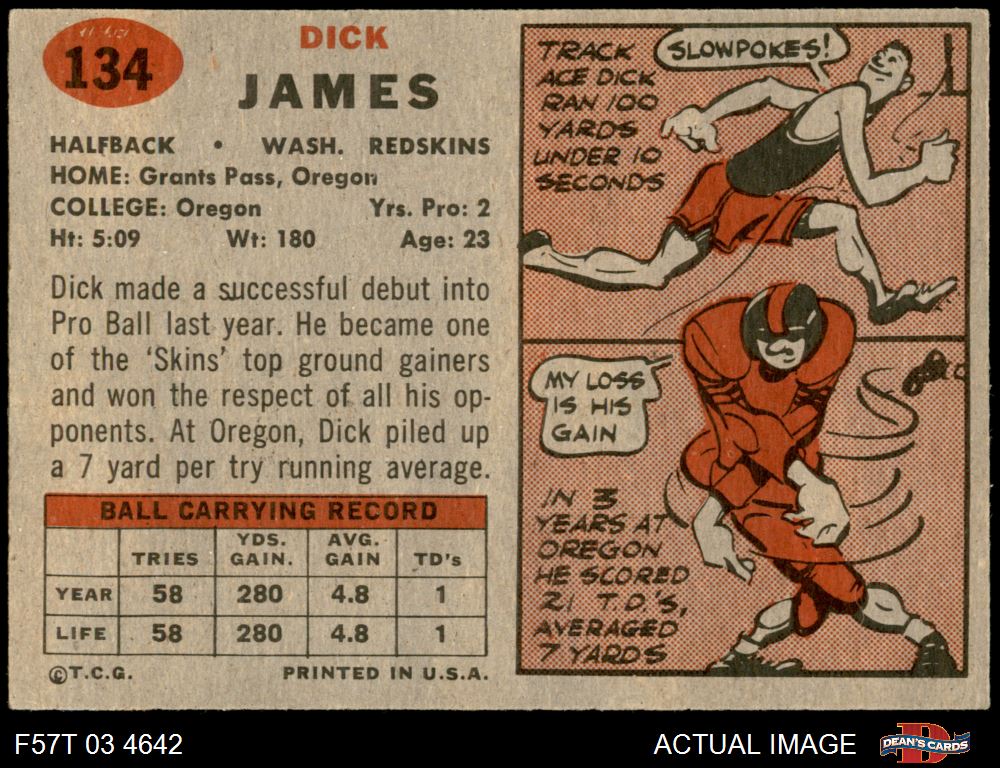 134
DICK
JAMES
HALFBACK • WASH. REDSKINS
HOME: Grants Pass, Oregon
COLLEGE: Oregon Yrs. Pro: 2
Ht: 5:09 Wt: 180 Age: 23
Dick made a successful debut into
Pro Ball last year. He became one
of the 'Skins' top ground gainers
and won the respect of all his op-
ponents. At Oregon, Dick piled up
a 7 yard per try running average.
BALL CARRYING RECORD
TRIES YDS. GAIN. AVG. GAIN TD's
YEAR 58 280 4.8 1
LIFE 58 280 4.8 1
©T.C.G. PRINTED IN U.S.A.
TRACK
ACE DICK
RAN 100
YARDS
UNDER 10
SECONDS
SLOWPOKES!
MY LOSS
IS HIS
GAIN
IN 3
YEARS AT
OREGON
HE SCORED
21 T.D.'S,
AVERAGED
7 YARDS
F57T 03 4642
ACTUAL IMAGE
DEAN'S CARDS